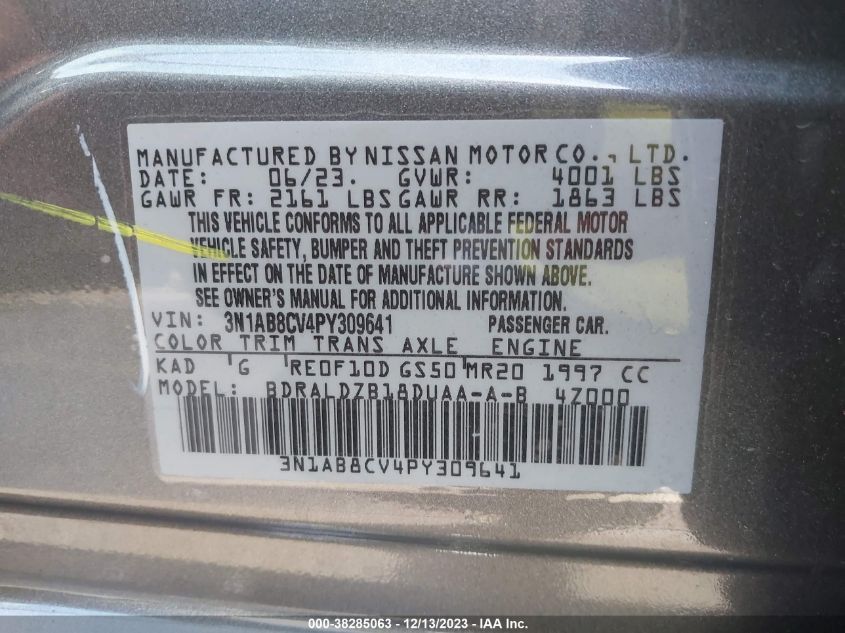 MANUFACTURED BY NISSAN MOTOR CO., LTD.
DATE: 06/23. GVWR: 4001 LBS
GAWR FR: 2161 LBS GAWR RR: 1863 LBS
THIS VEHICLE CONFORMS TO ALL APPLICABLE FEDERAL MOTOR
VEHICLE SAFETY, BUMPER AND THEFT PREVENTION STANDARDS
IN EFFECT ON THE DATE OF MANUFACTURE SHOWN ABOVE.
SEE OWNER'S MANUAL FOR ADDITIONAL INFORMATION.
VIN: 3N1AB8CV4PY309641 PASSENGER CAR.
COLOR TRIM TRANS AXLE ENGINE
KAD G RE0F10D GS50 MR20 1997 CC
MODEL: BDRALDZB18DUAA-A-B 4Z000
3N1AB8CV4PY309641
000-38285063 - 12/13/2023 - © IAA Inc.